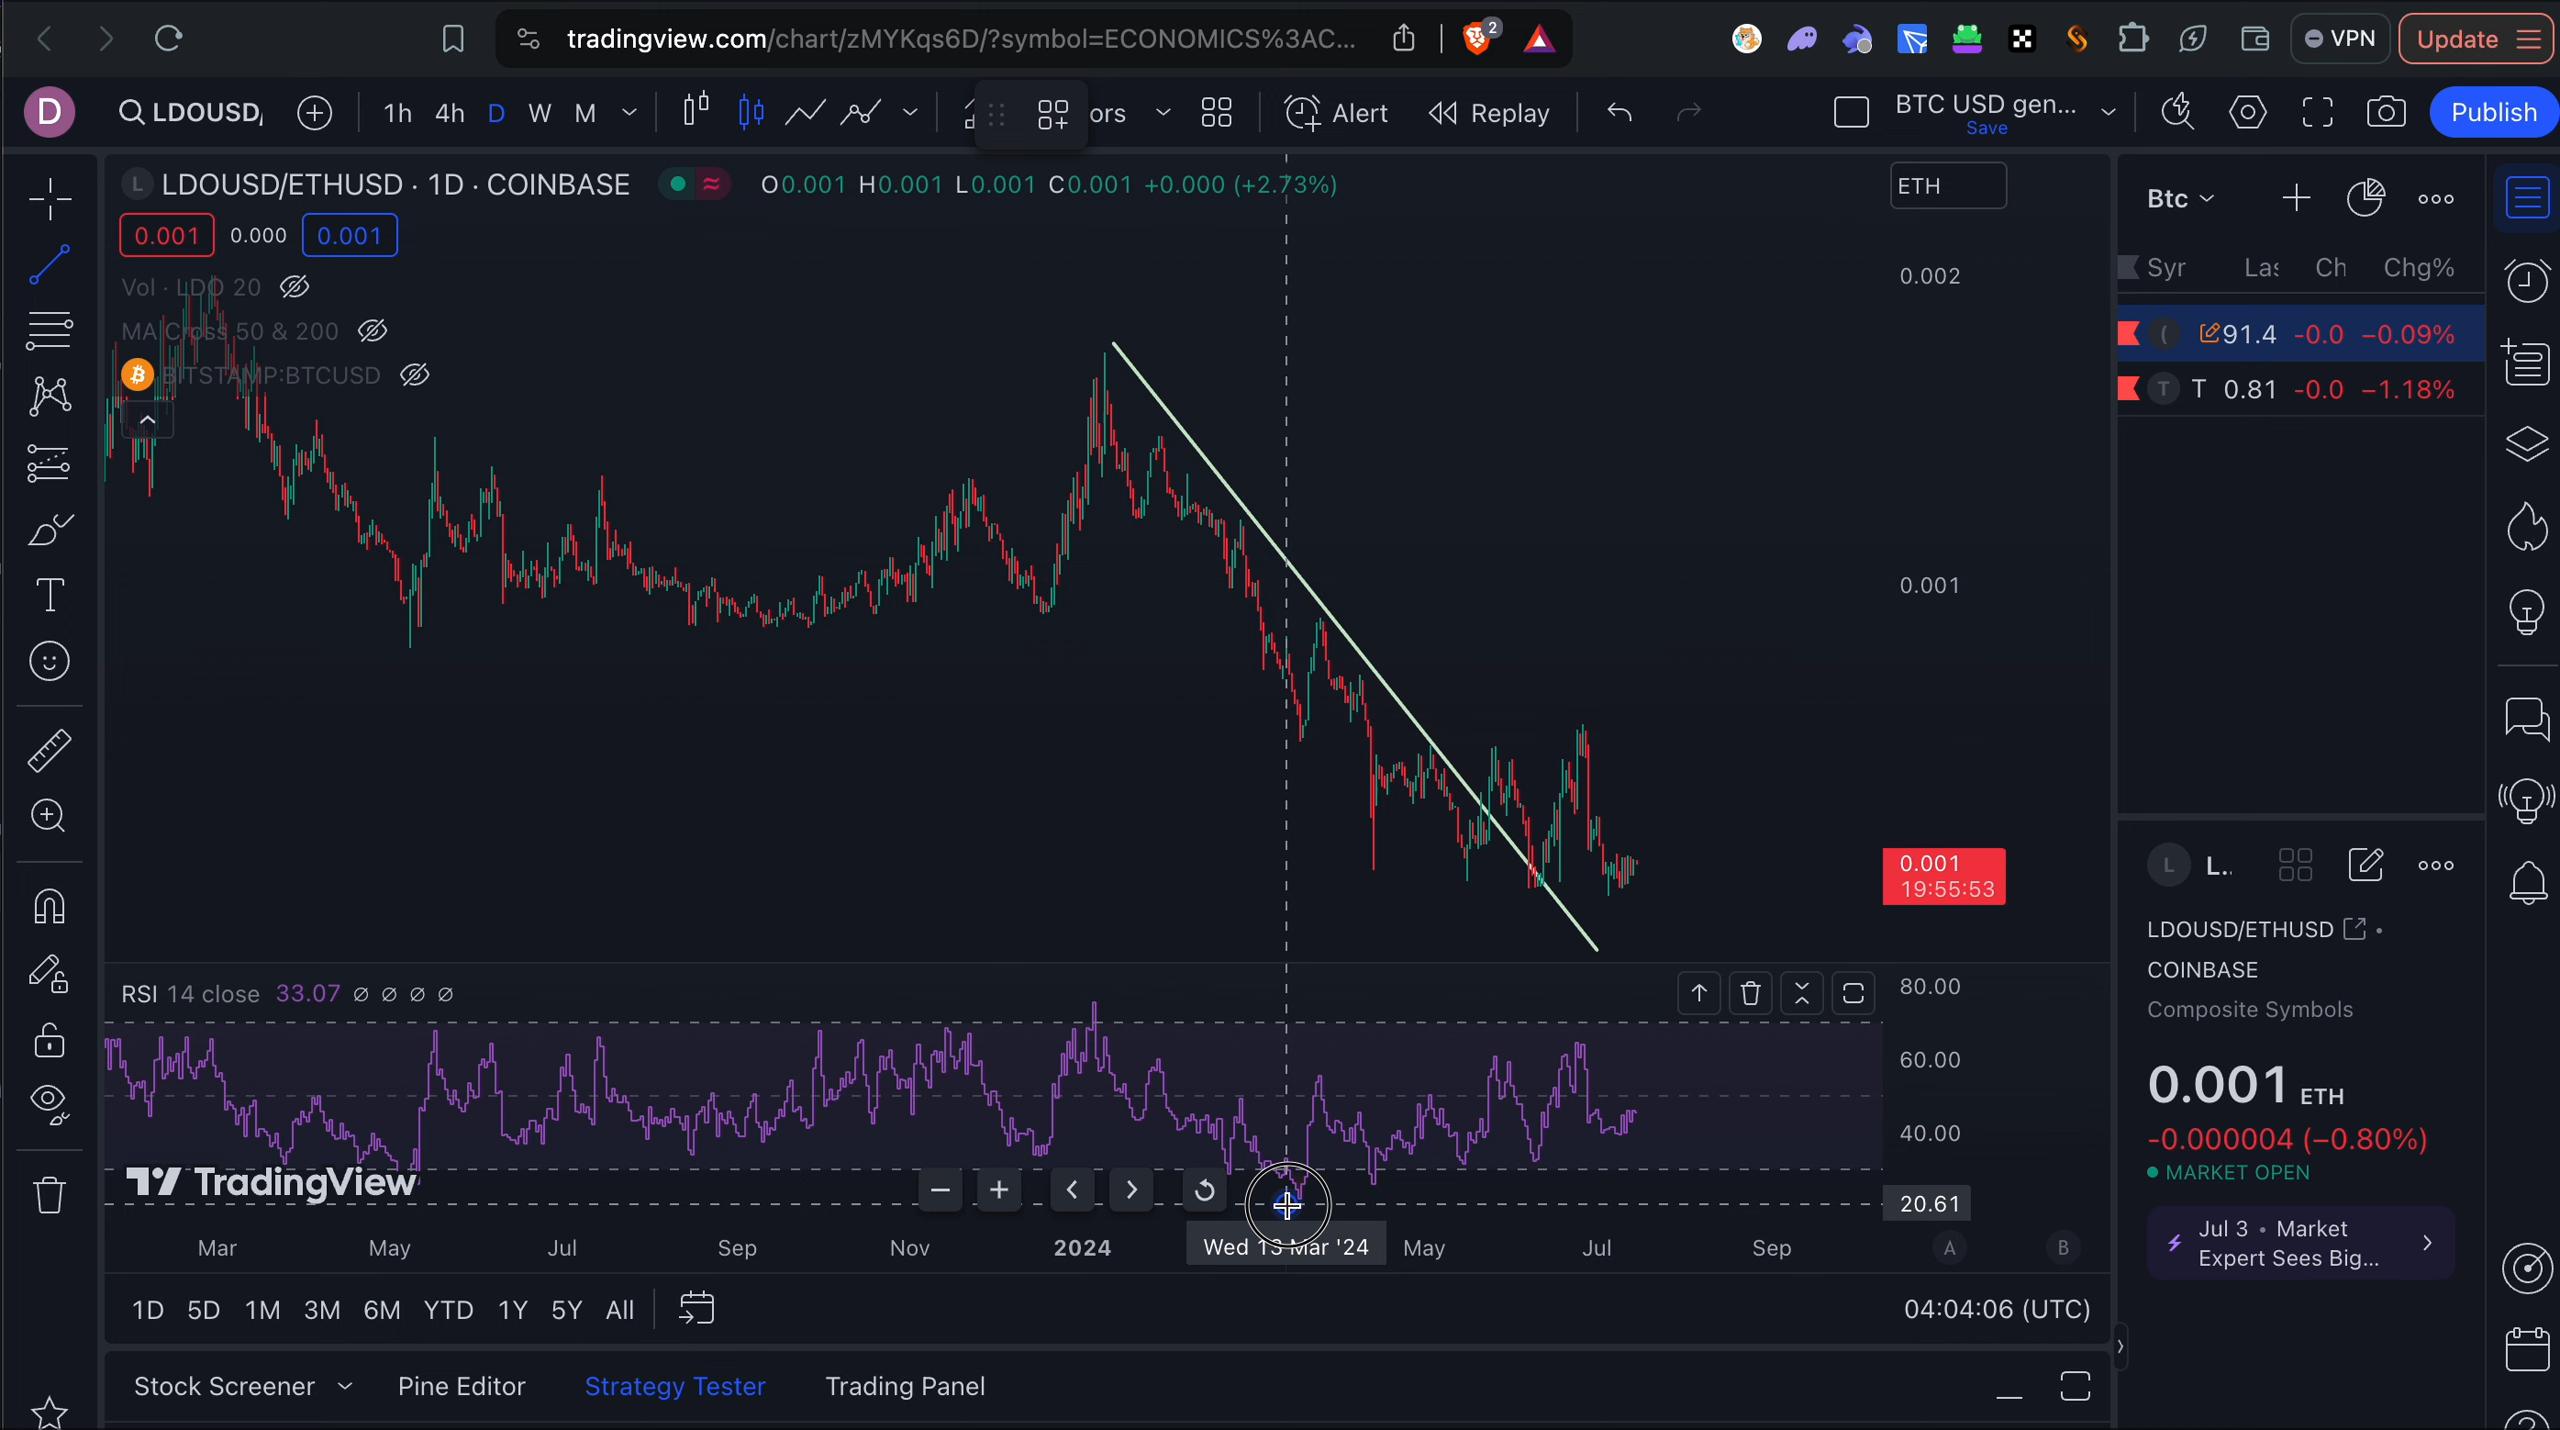 tradingview.com/chart/zMYKqs6D/?symbol=ECONOMICS%3AC...
2
VPN
Update
D
LDOUSD/
1h 4h D W M
ors
Alert
Replay
BTC USD gen...
Save
Publish
L LDOUSD/ETHUSD · 1D · COINBASE
O0.001 H0.001 L0.001 C0.001 +0.000 (+2.73%)
ETH
0.001 0.000 0.001
Vol · LDO 20
MA Cross 50 & 200
BITSTAMP:BTCUSD
0.002
0.001
0.001
19:55:53
RSI 14 close 33.07 ∅ ∅ ∅ ∅
80.00
60.00
40.00
20.61
TradingView
Mar May Jul Sep Nov 2024 Wed 13 Mar '24 May Jul Sep
A B
1D 5D 1M 3M 6M YTD 1Y 5Y All
04:04:06 (UTC)
Stock Screener Pine Editor Strategy Tester Trading Panel
Btc
Chg%
91.4 -0.0 −0.09%
T T 0.81 -0.0 −1.18%
L L..
LDOUSD/ETHUSD
COINBASE
Composite Symbols
0.001 ETH
-0.000004 (−0.80%)
MARKET OPEN
Jul 3 • Market
Expert Sees Big...